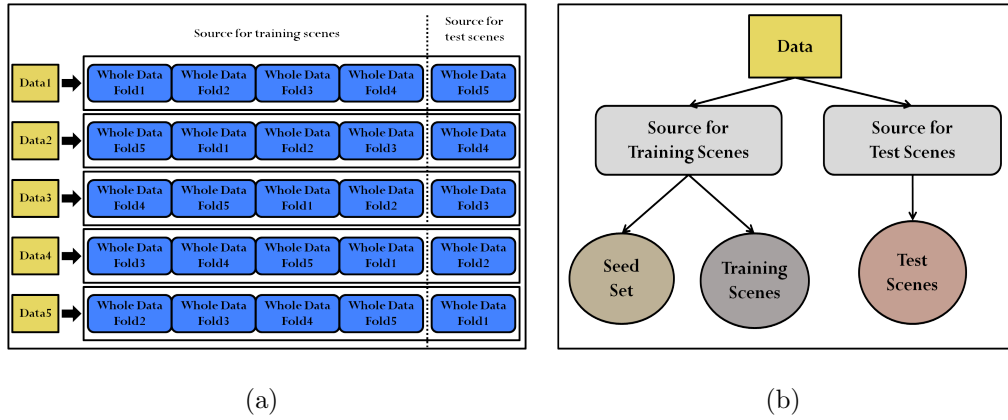 Source for training scenes
Source for
test scenes
Data1
Whole Data
Fold1
Whole Data
Fold2
Whole Data
Fold3
Whole Data
Fold4
Whole Data
Fold5
Data2
Whole Data
Fold5
Whole Data
Fold1
Whole Data
Fold2
Whole Data
Fold3
Whole Data
Fold4
Data3
Whole Data
Fold4
Whole Data
Fold5
Whole Data
Fold1
Whole Data
Fold2
Whole Data
Fold3
Data4
Whole Data
Fold3
Whole Data
Fold4
Whole Data
Fold5
Whole Data
Fold1
Whole Data
Fold2
Data5
Whole Data
Fold2
Whole Data
Fold3
Whole Data
Fold4
Whole Data
Fold5
Whole Data
Fold1
(a)
Data
Source for
Training Scenes
Source for
Test Scenes
Seed
Set
Training
Scenes
Test
Scenes
(b)